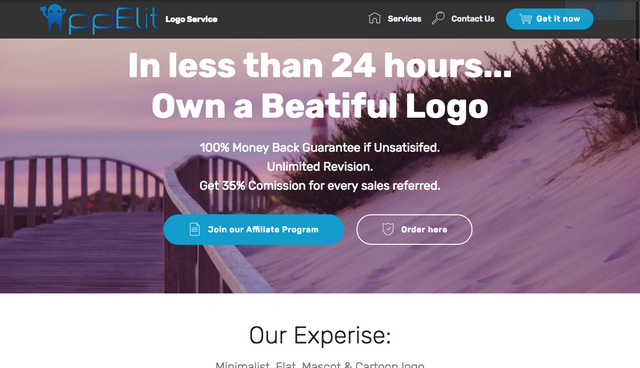 ppElit
Logo Service
Services
Contact Us
Get it now
In less than 24 hours...
Own a Beatiful Logo
100% Money Back Guarantee if Unsatisifed.
Unlimited Revision.
Get 35% Comission for every sales referred.
Join our Affiliate Program
Order here
Our Experise:
Minimalist, Flat, Mascot & Cartoon logo